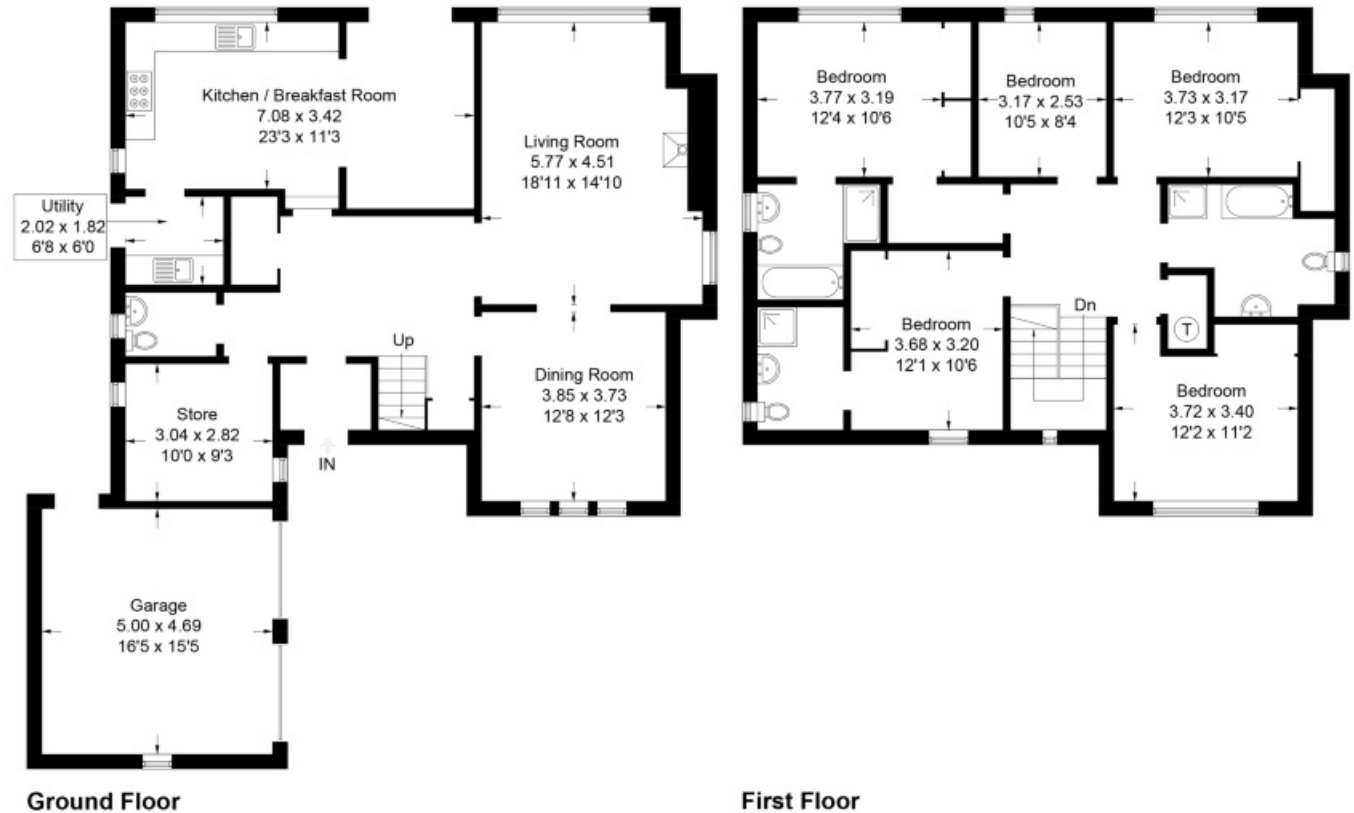 Kitchen / Breakfast Room
7.08 x 3.42
23'3 x 11'3
Living Room
5.77 x 4.51
18'11 x 14'10
Utility
2.02 x 1.82
6'8 x 6'0
Up
Dining Room
3.85 x 3.73
12'8 x 12'3
Store
3.04 x 2.82
10'0 x 9'3
IN
Garage
5.00 x 4.69
16'5 x 15'5
Ground Floor
Bedroom
3.77 x 3.19
12'4 x 10'6
Bedroom
3.17 x 2.53
10'5 x 8'4
Bedroom
3.73 x 3.17
12'3 x 10'5
Bedroom
3.68 x 3.20
12'1 x 10'6
Dn
T
Bedroom
3.72 x 3.40
12'2 x 11'2
First Floor